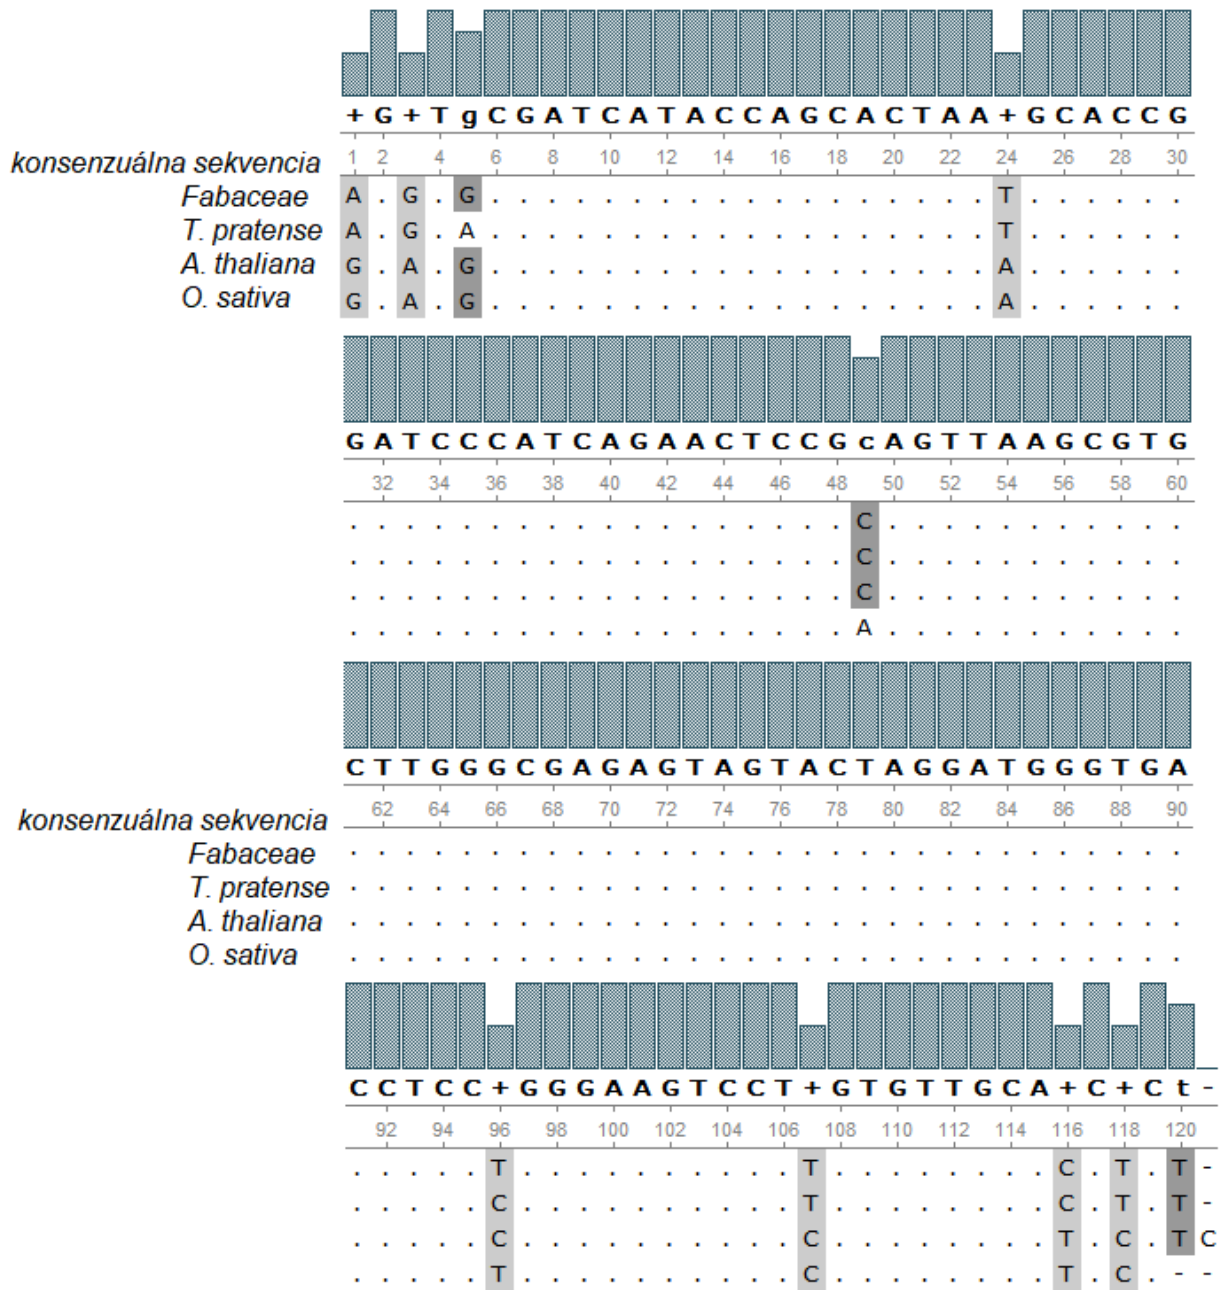 +G+TgCGATCATACCAGCACTAA+GCACCG
konsenzuálna sekvencia 1 2 4 6 8 10 12 14 16 18 20 22 24 26 28 30
Fabaceae A.G.G..................T......
T. pratense A.G.A..................T......
A. thaliana G.A.G..................A......
O. sativa G.A.G..................A......
GATCCCATCAGAACTCCGcAGTTAAGCGTG
32 34 36 38 40 42 44 46 48 50 52 54 56 58 60
..................C...........
..................C...........
..................C...........
..................A...........
CTTGGGCGAGAGTAGTACTAGGATGGGTGA
konsenzuálna sekvencia 62 64 66 68 70 72 74 76 78 80 82 84 86 88 90
Fabaceae ..............................
T. pratense ..............................
A. thaliana ..............................
O. sativa ..............................
CCTCC+GGGAAGTCCT+GTGTTGCA+C+Ct-
92 94 96 98 100 102 104 106 108 110 112 114 116 118 120
.....T..........T........C.T.T-
.....C..........T........C.T.T-
.....C..........C........T.C.TC
.....T..........C........T.C.--